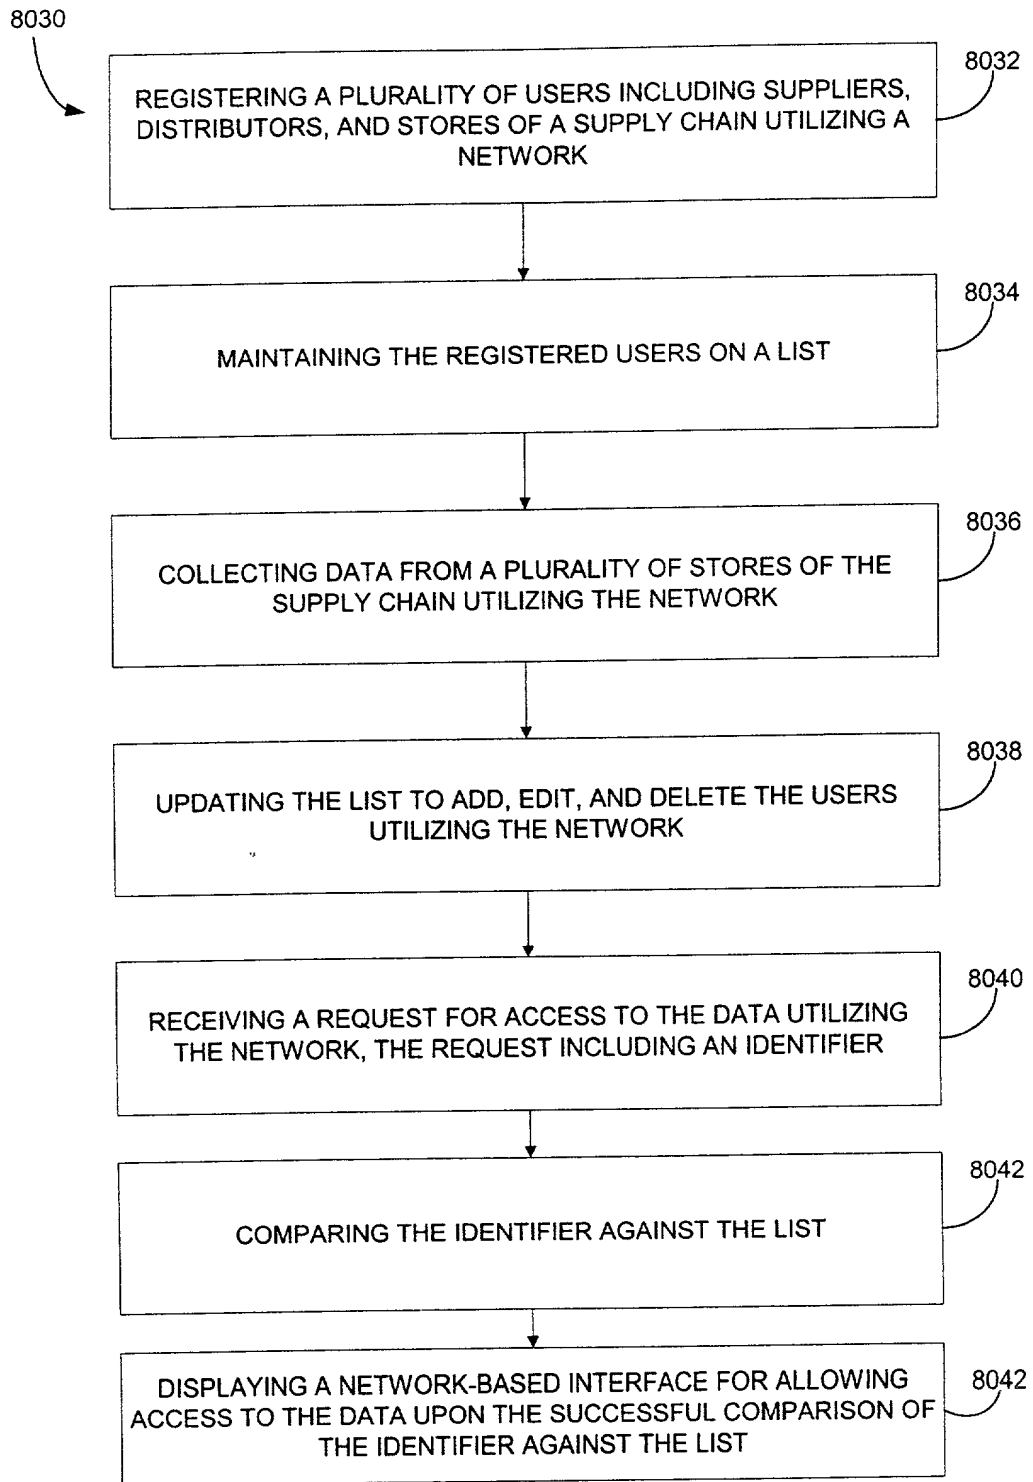 8030
8032
REGISTERING A PLURALITY OF USERS INCLUDING SUPPLIERS,
DISTRIBUTORS, AND STORES OF A SUPPLY CHAIN UTILIZING A
NETWORK
8034
MAINTAINING THE REGISTERED USERS ON A LIST
8036
COLLECTING DATA FROM A PLURALITY OF STORES OF THE
SUPPLY CHAIN UTILIZING THE NETWORK
8038
UPDATING THE LIST TO ADD, EDIT, AND DELETE THE USERS
UTILIZING THE NETWORK
8040
RECEIVING A REQUEST FOR ACCESS TO THE DATA UTILIZING
THE NETWORK, THE REQUEST INCLUDING AN IDENTIFIER
8042
COMPARING THE IDENTIFIER AGAINST THE LIST
8042
DISPLAYING A NETWORK-BASED INTERFACE FOR ALLOWING
ACCESS TO THE DATA UPON THE SUCCESSFUL COMPARISON OF
THE IDENTIFIER AGAINST THE LIST